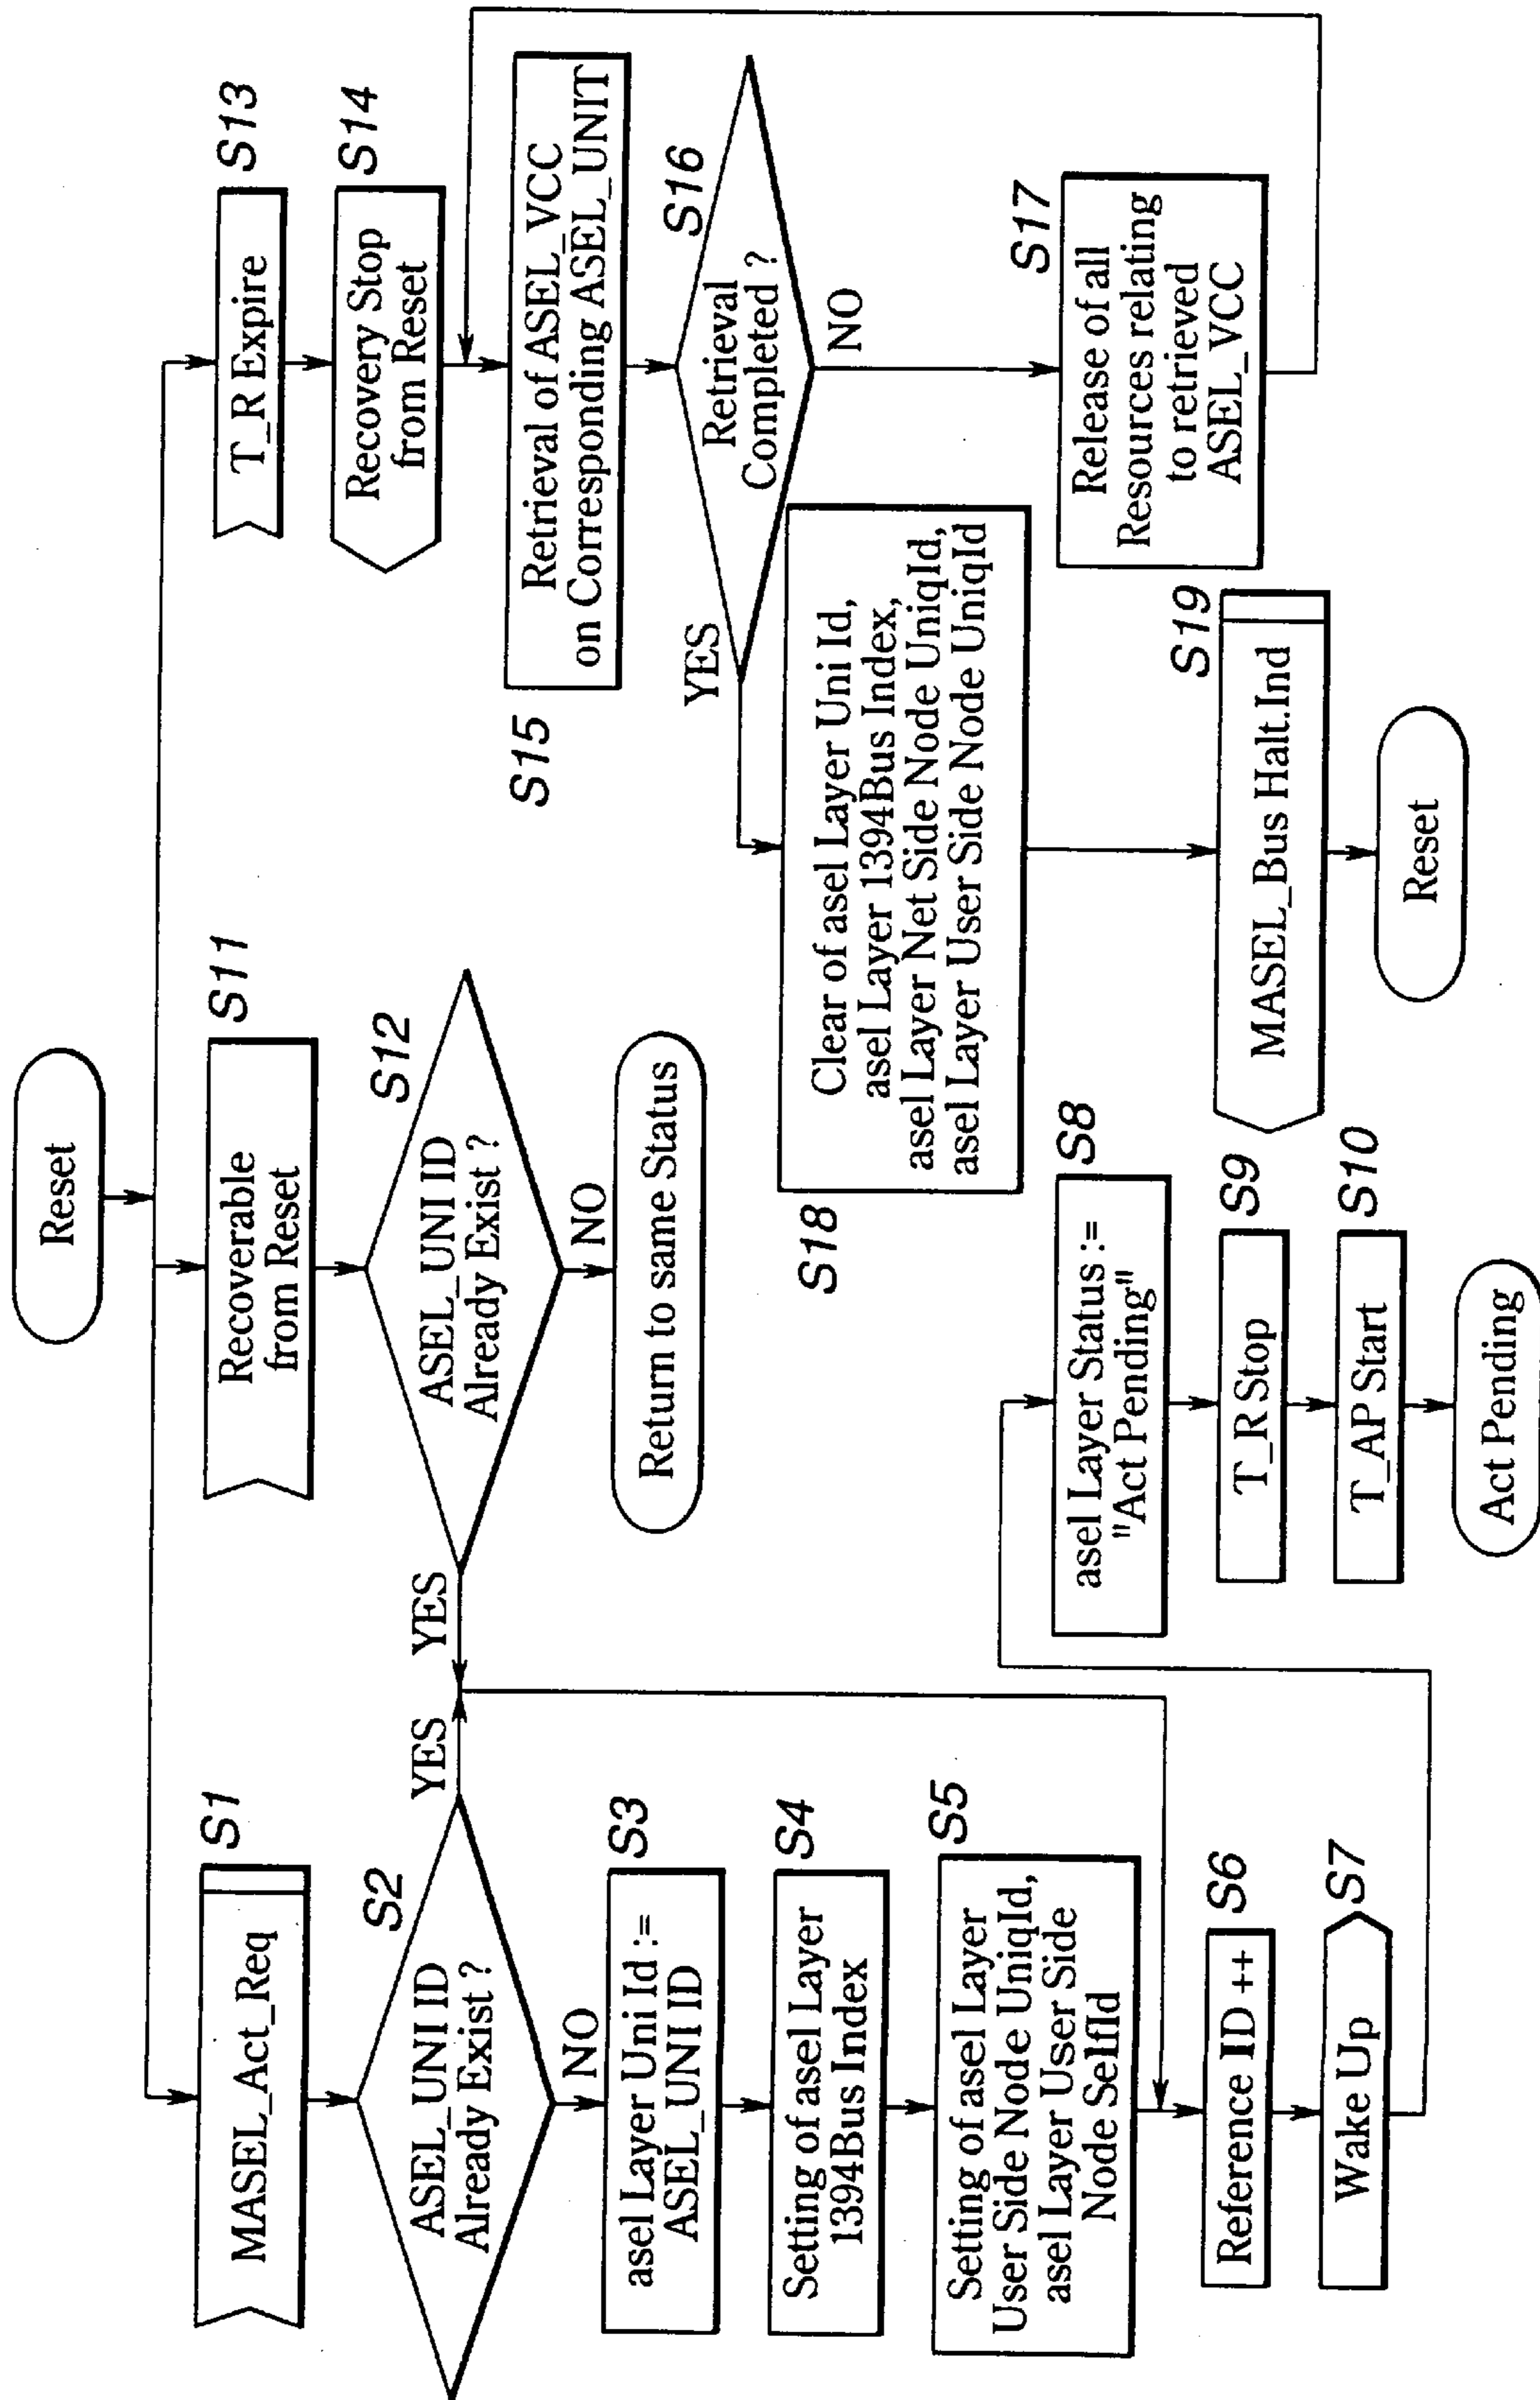 Reset
MASEL_Act_Req
S1
ASEL_UNI ID
Already Exist ?
S2
YES
NO
asel Layer Uni Id :=
ASEL_UNI ID
S3
Setting of asel Layer
1394Bus Index
S4
Setting of asel Layer
User Side Node UniqId,
asel Layer User Side
Node SelfId
S5
Reference ID ++
S6
Wake Up
S7
asel Layer Status :=
"Act Pending"
S8
T_R Stop
S9
T_AP Start
S10
Act Pending
Recoverable
from Reset
S11
ASEL_UNI ID
Already Exist ?
S12
YES
NO
Return to same Status
T_R Expire
S13
Recovery Stop
from Reset
S14
Retrieval of ASEL_VCC
on Corresponding ASEL_UNIT
S15
Retrieval
Completed ?
S16
YES
NO
Release of all
Resources relating
to retrieved
ASEL_VCC
S17
Clear of asel Layer Uni Id,
asel Layer 1394Bus Index,
asel Layer Net Side Node UniqId,
asel Layer User Side Node UniqId
S18
MASEL_Bus Halt.Ind
S19
Reset